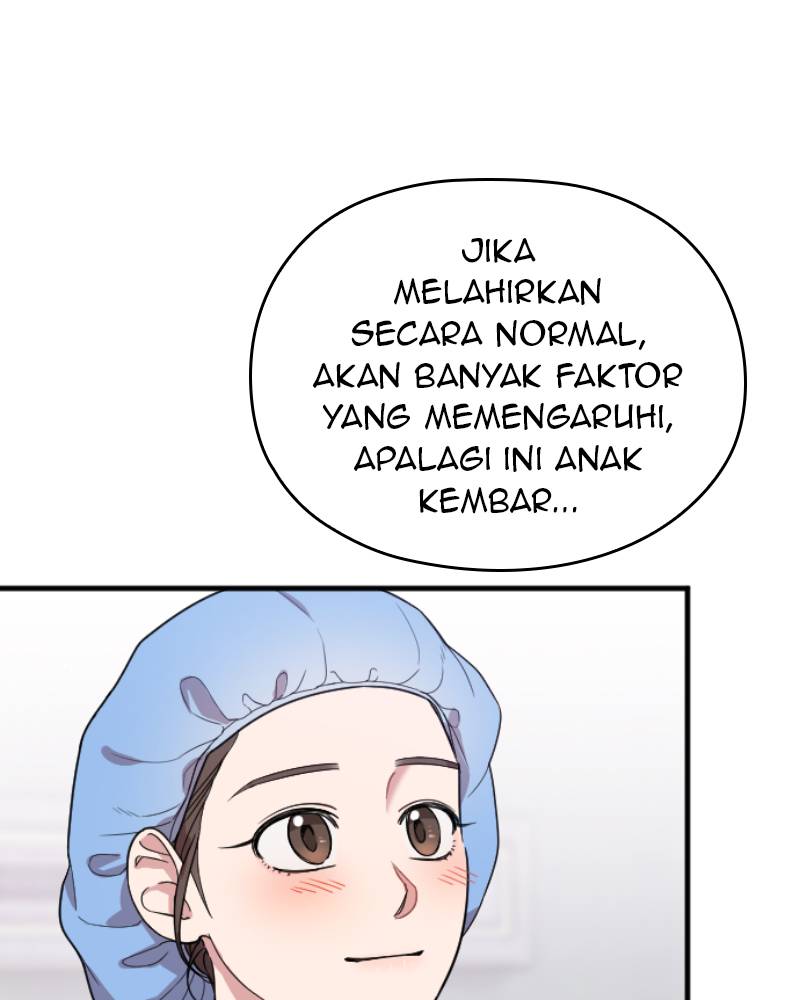 JIKA
MELAHIRKAN
SECARA NORMAL,
AKAN BANYAK FAKTOR
YANG MEMENGARUHI,
APALAGI INI ANAK
KEMBAR...